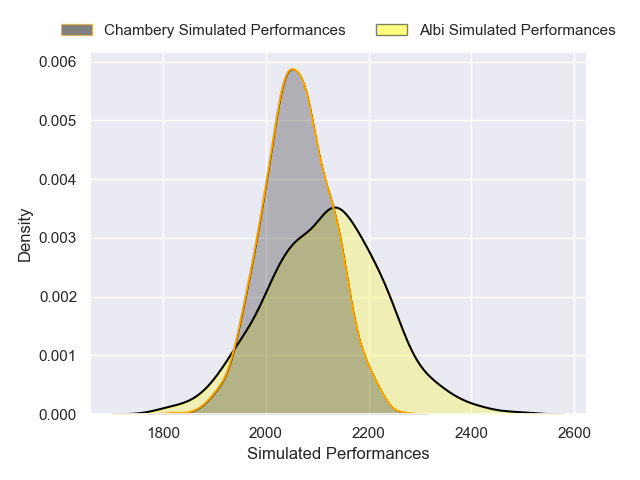 Chambery Simulated Performances Albi Simulated Performances
0.006
0.005
0.004
0.003
0.002
0.001
0.000
Density
1800 2000 2200 2400 2600
Simulated Performances